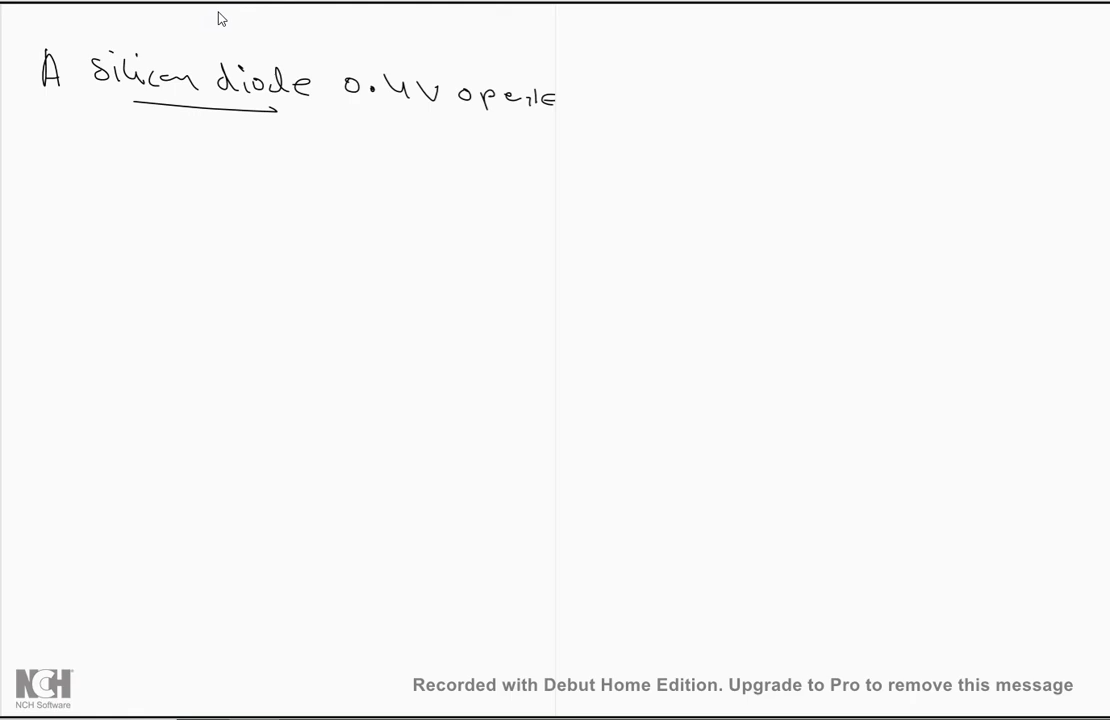 A silicon diode 0.4V
NCH
NCH Software
Recorded with Debut Home Edition. Upgrade to Pro to remove this message